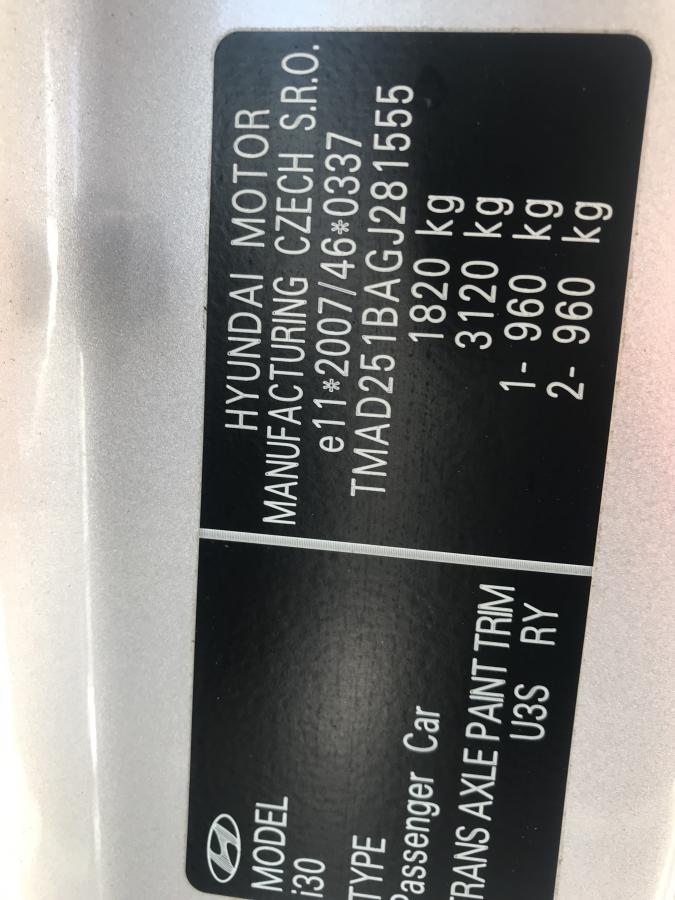 HYUNDAI MOTOR
MANUFACTURING CZECH S.R.O.
e11*2007/46*0337
TMAD251BAGJ281555
1820 kg
3120 kg
1- 960 kg
2- 960 kg
MODEL
i30
TYPE
Passenger Car
TRANS AXLE PAINT TRIM
U3S RY